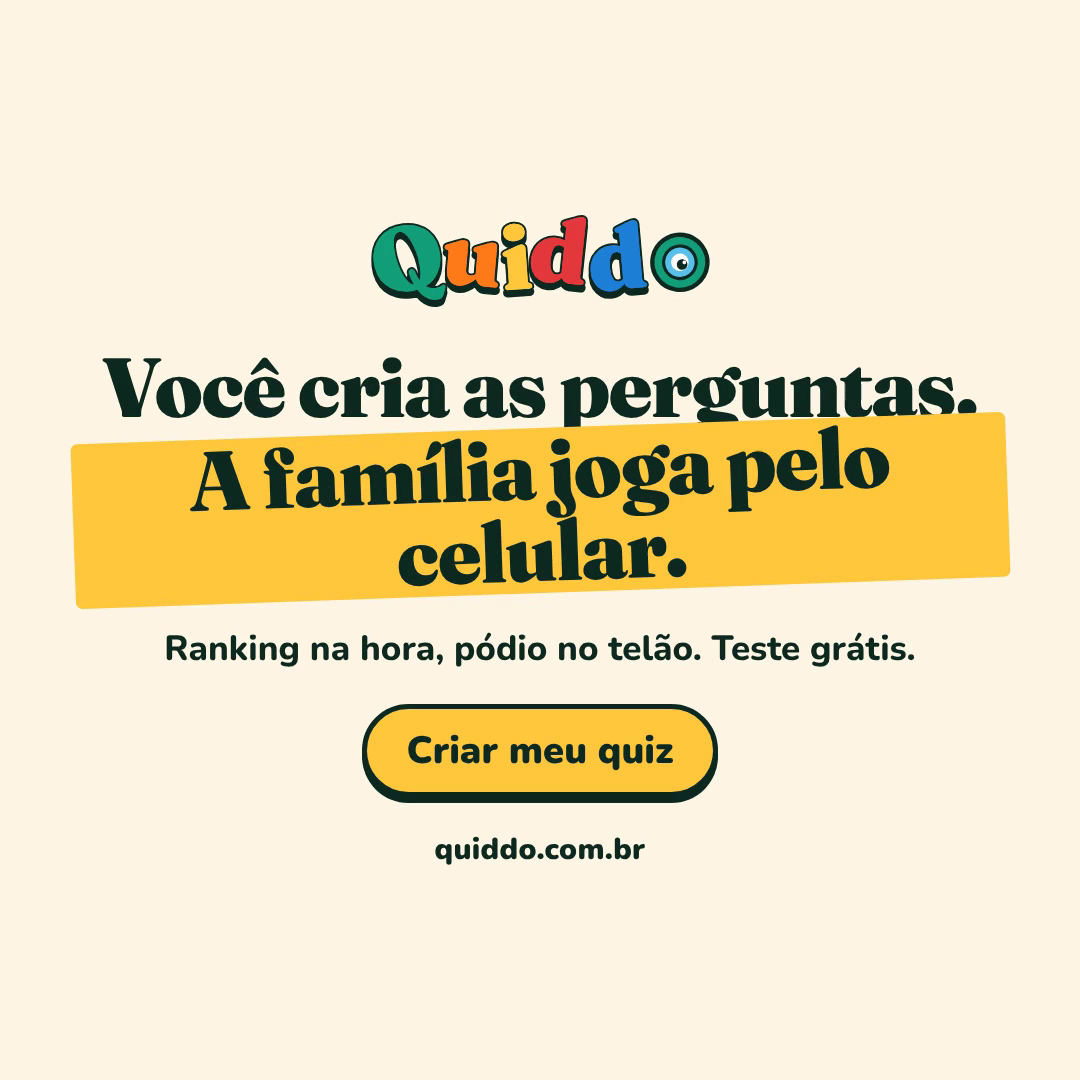 Quiddo
Você cria as perguntas.
A família joga pelo
celular.
Ranking na hora, pódio no telão. Teste grátis.
Criar meu quiz
quiddo.com.br